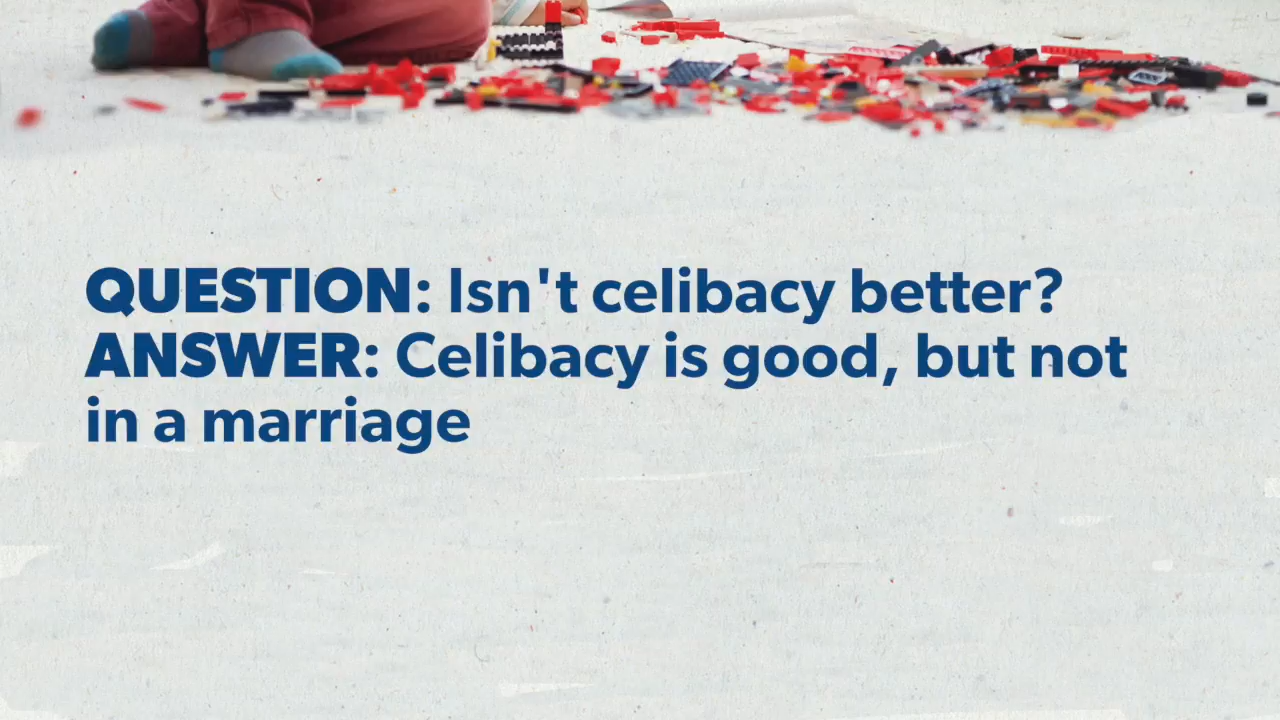 QUESTION: Isn't celibacy better?
ANSWER: Celibacy is good, but not
in a marriage